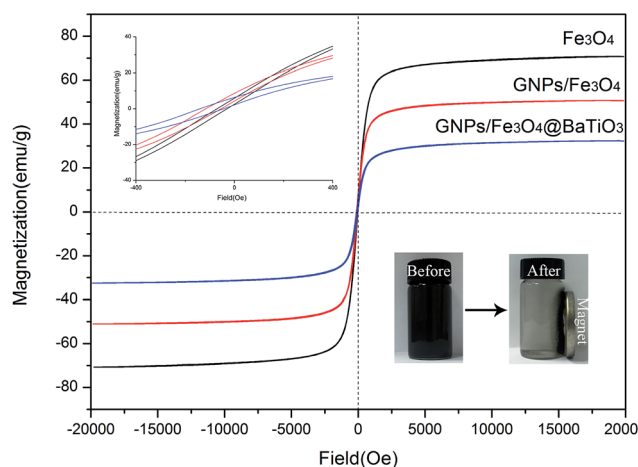 80
60
40
20
0
-20
-40
-60
-80
Magnetization(emu/g)
-20000 -15000 -10000 -5000 0 5000 10000 15000 2000
Field(Oe)
40
20
0
-20
-40
Magnetization(emu/g)
-400 0 400
Field(Oe)
Fe₃O₄
GNPs/Fe₃O₄
GNPs/Fe₃O₄@BaTiO₃
Before
After
Magnet